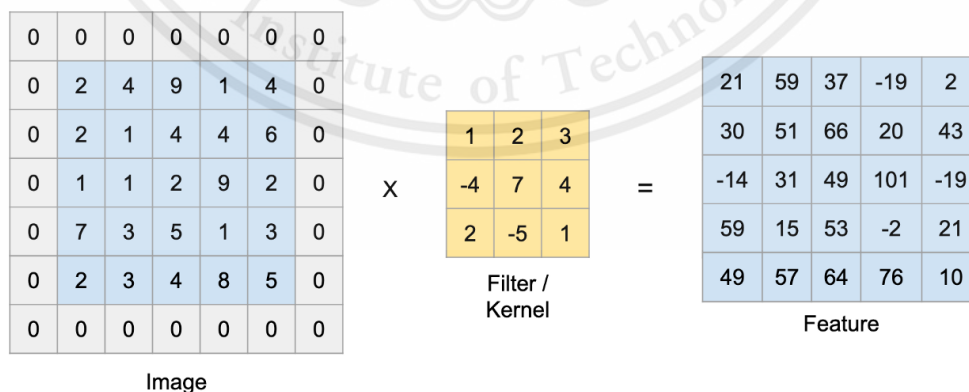 Institute of Techno
0 0 0 0 0 0 0
0 2 4 9 1 4 0
0 2 1 4 4 6 0
0 1 1 2 9 2 0
0 7 3 5 1 3 0
0 2 3 4 8 5 0
0 0 0 0 0 0 0
Image
X
1 2 3
-4 7 4
2 -5 1
Filter /
Kernel
=
21 59 37 -19 2
30 51 66 20 43
-14 31 49 101 -19
59 15 53 -2 21
49 57 64 76 10
Feature